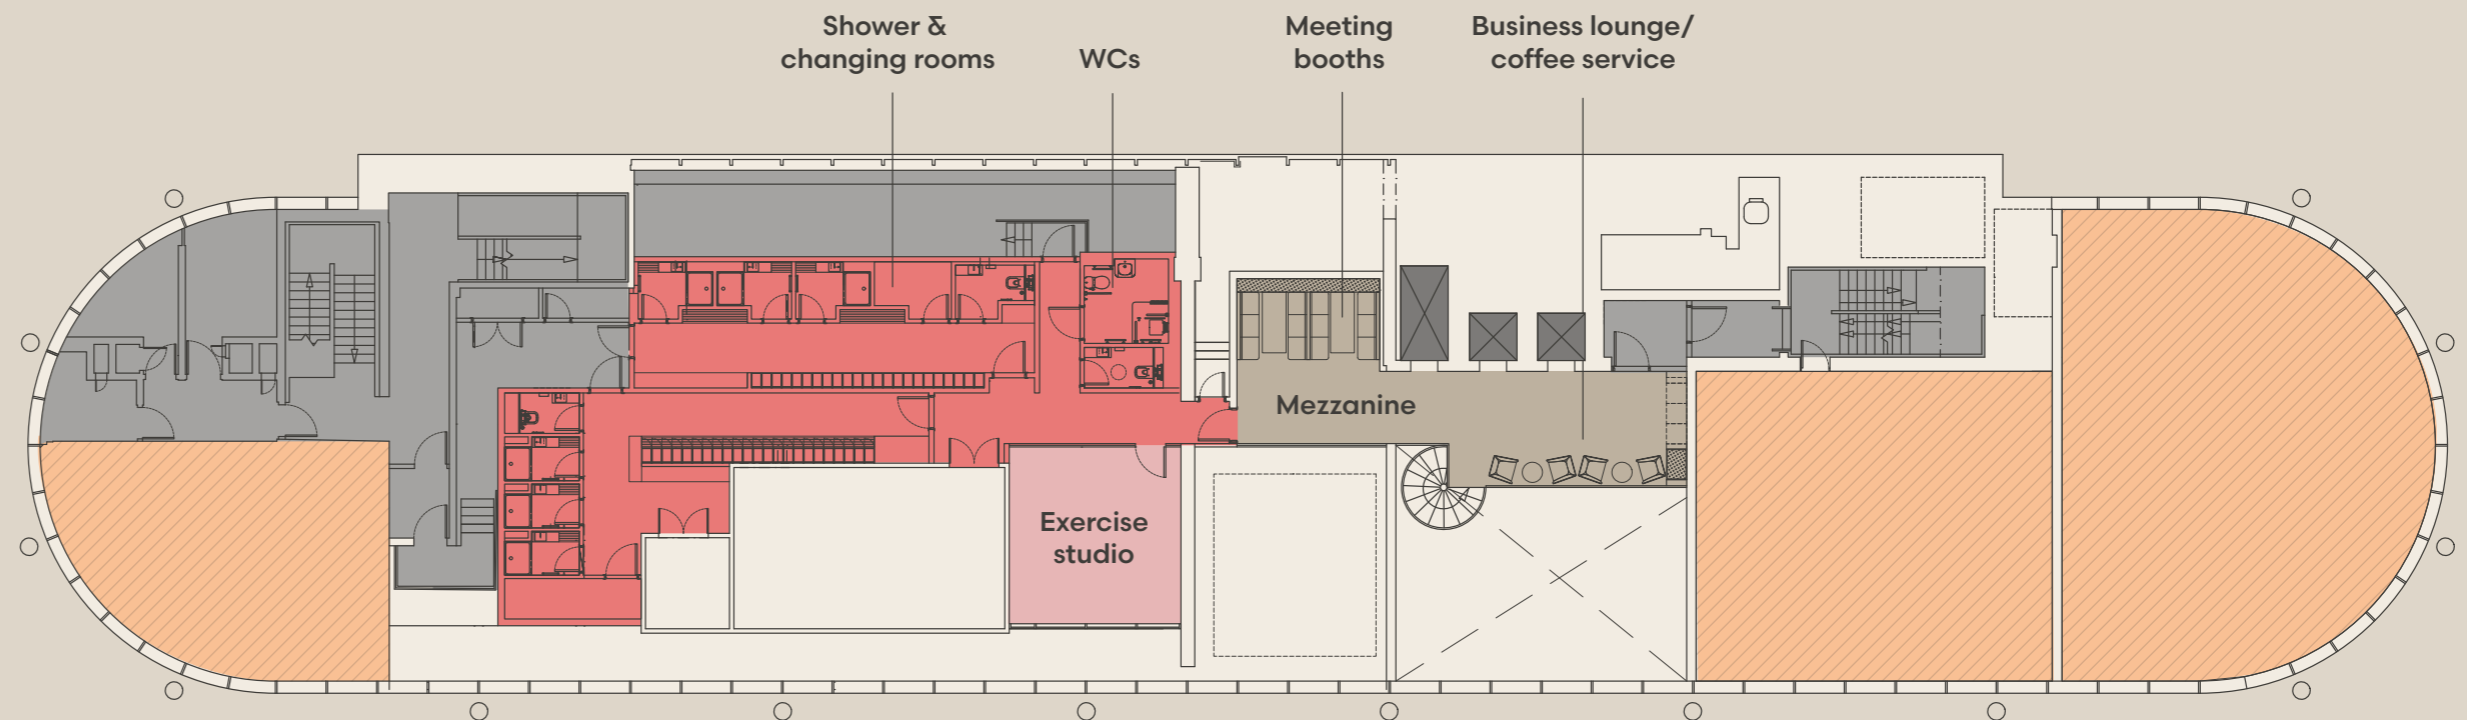 Shower &
changing rooms
WCs
Meeting
booths
Business lounge/
coffee service
Mezzanine
Exercise
studio